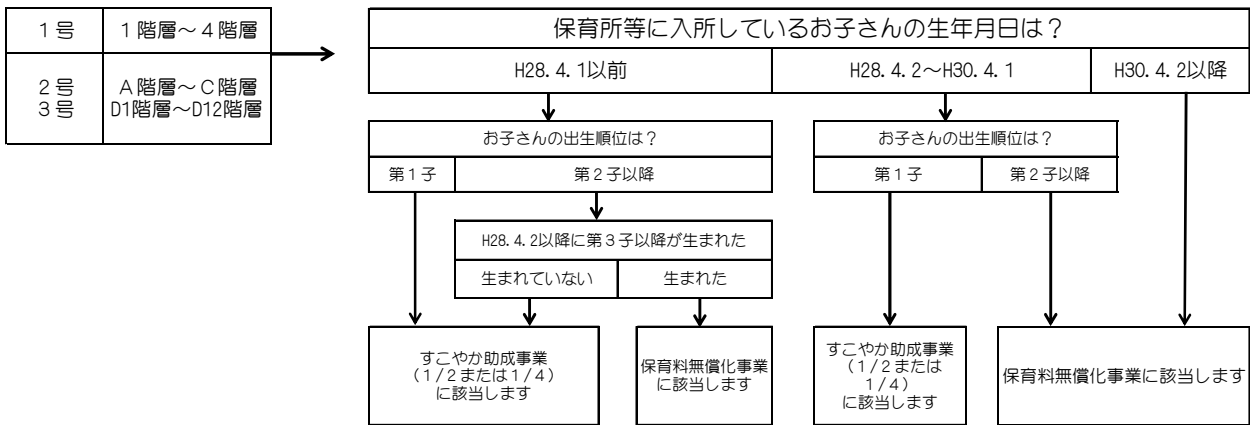 1号
1階層～4階層
2号
3号
A階層～C階層
D1階層～D12階層
保育所等に入所しているお子さんの生年月日は？
H28.4.1以前
H28.4.2～H30.4.1
H30.4.2以降
お子さんの出生順位は？
第1子
第2子以降
お子さんの出生順位は？
第1子
第2子以降
H28.4.2以降に第3子以降が生まれた
生まれていない
生まれた
すこやか助成事業
（1/2または1/4）
に該当します
保育料無償化事業
に該当します
すこやか助成事業
（1/2または
1/4）
に該当します
保育料無償化事業に該当します